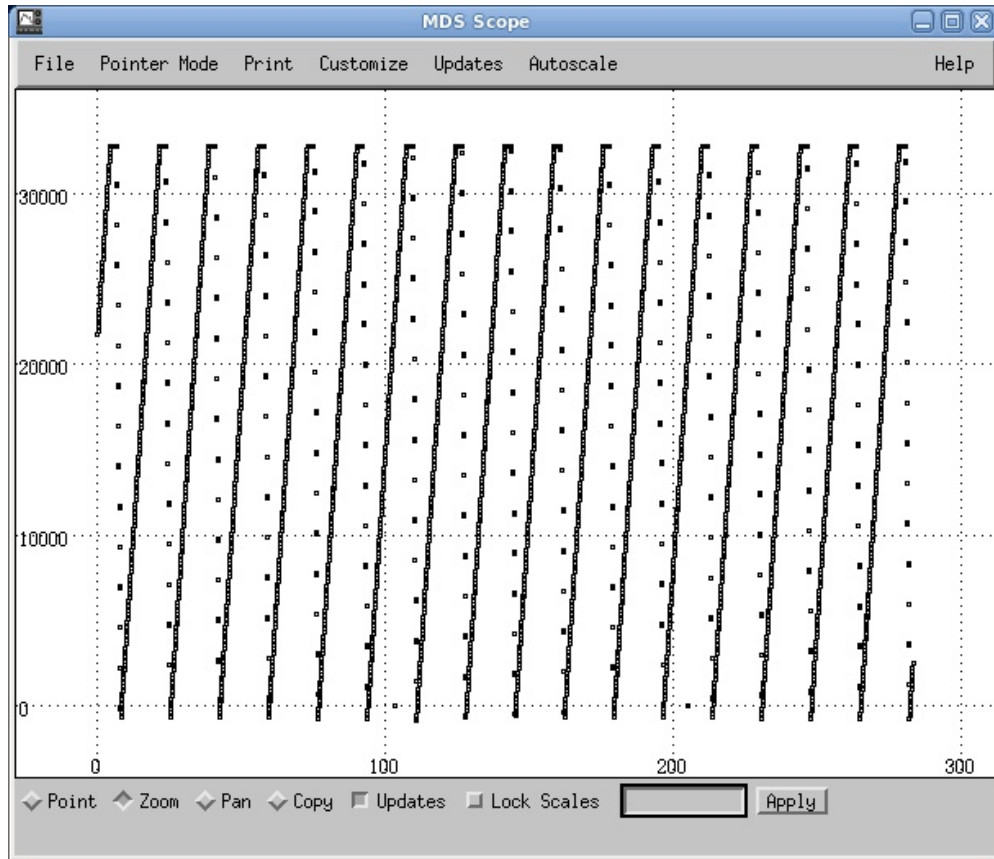 MDS Scope
File Pointer Mode Print Customize Updates Autoscale Help
30000
20000
10000
0
0 100 200 300
Point Zoom Pan Copy Updates Lock Scales Apply